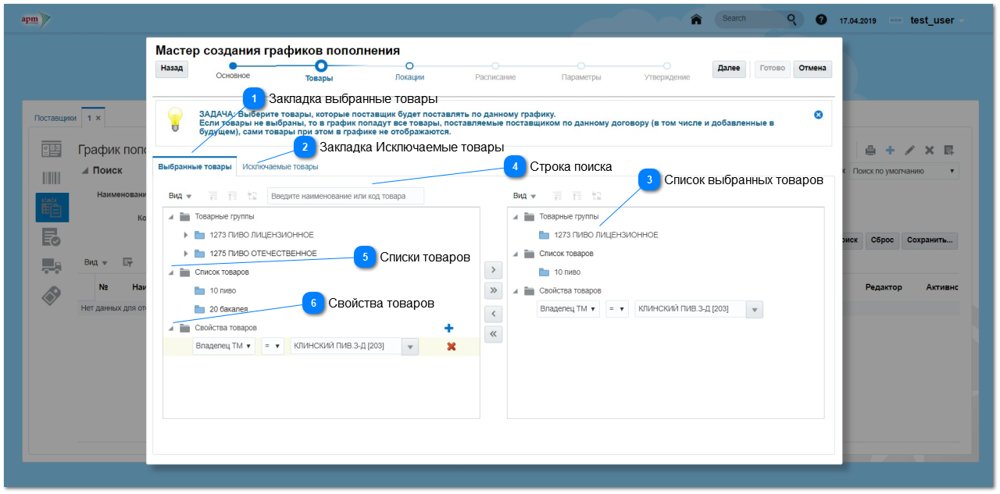 apm
Search
17.04.2019
test_user
Мастер создания графиков пополнения
Назад
Основное
Товары
Локации
Расписание
Параметры
Утверждение
Далее
Готово
Отмена
1 Закладка выбранные товары
ЗАДАЧА: Выберите товары, которые поставщик будет поставлять по данному графику.
Если товары не выбраны, то в график попадут все товары, поставляемые поставщиком по данному договору (в том числе и добавленные в
будущем), сами товары при этом в графике не отображаются.
Поставщики
1 ×
2 Закладка Исключаемые товары
График поп
Поиск
Поиск по умолчанию
Выбранные товары
Исключаемые товары
4 Строка поиска
3 Список выбранных товаров
Наименовани
Ко
Вид
Введите наименование или код товара
Вид
Товарные группы
1273 ПИВО ЛИЦЕНЗИОННОЕ
1275 ПИВО ОТЕЧЕСТВЕННОЕ
5 Списки товаров
Список товаров
10 пиво
20 бакалея
6 Свойства товаров
Свойства товаров
Владелец ТМ
=
КЛИНСКИЙ ПИВ.З-Д [203]
Товарные группы
1273 ПИВО ЛИЦЕНЗИОННОЕ
Список товаров
10 пиво
Свойства товаров
Владелец ТМ
=
КЛИНСКИЙ ПИВ.З-Д [203]
иск
Сброс
Сохранить...
Вид
№
Наи
Редактор
Активнс
Нет данных для ото